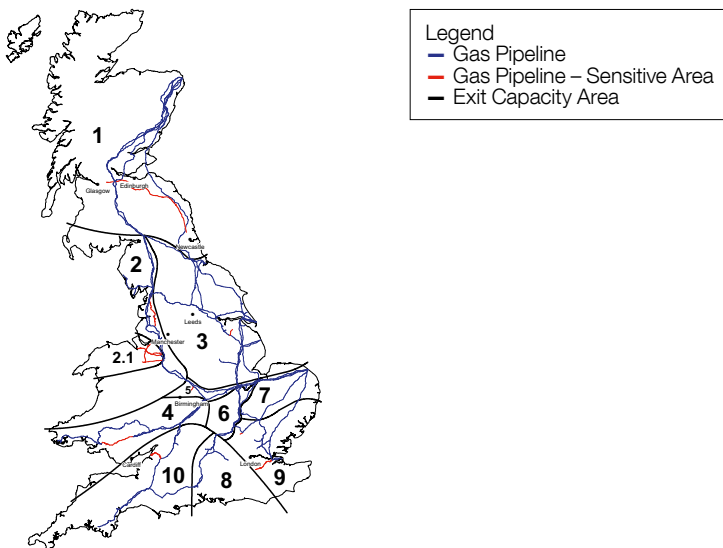 Legend
Gas Pipeline
Gas Pipeline – Sensitive Area
Exit Capacity Area
1
Glasgow
Edinburgh
Newcastle
2
Leeds
Manchester
3
2.1
5
7
Birmingham
4
6
Cardiff
London
10
8
9